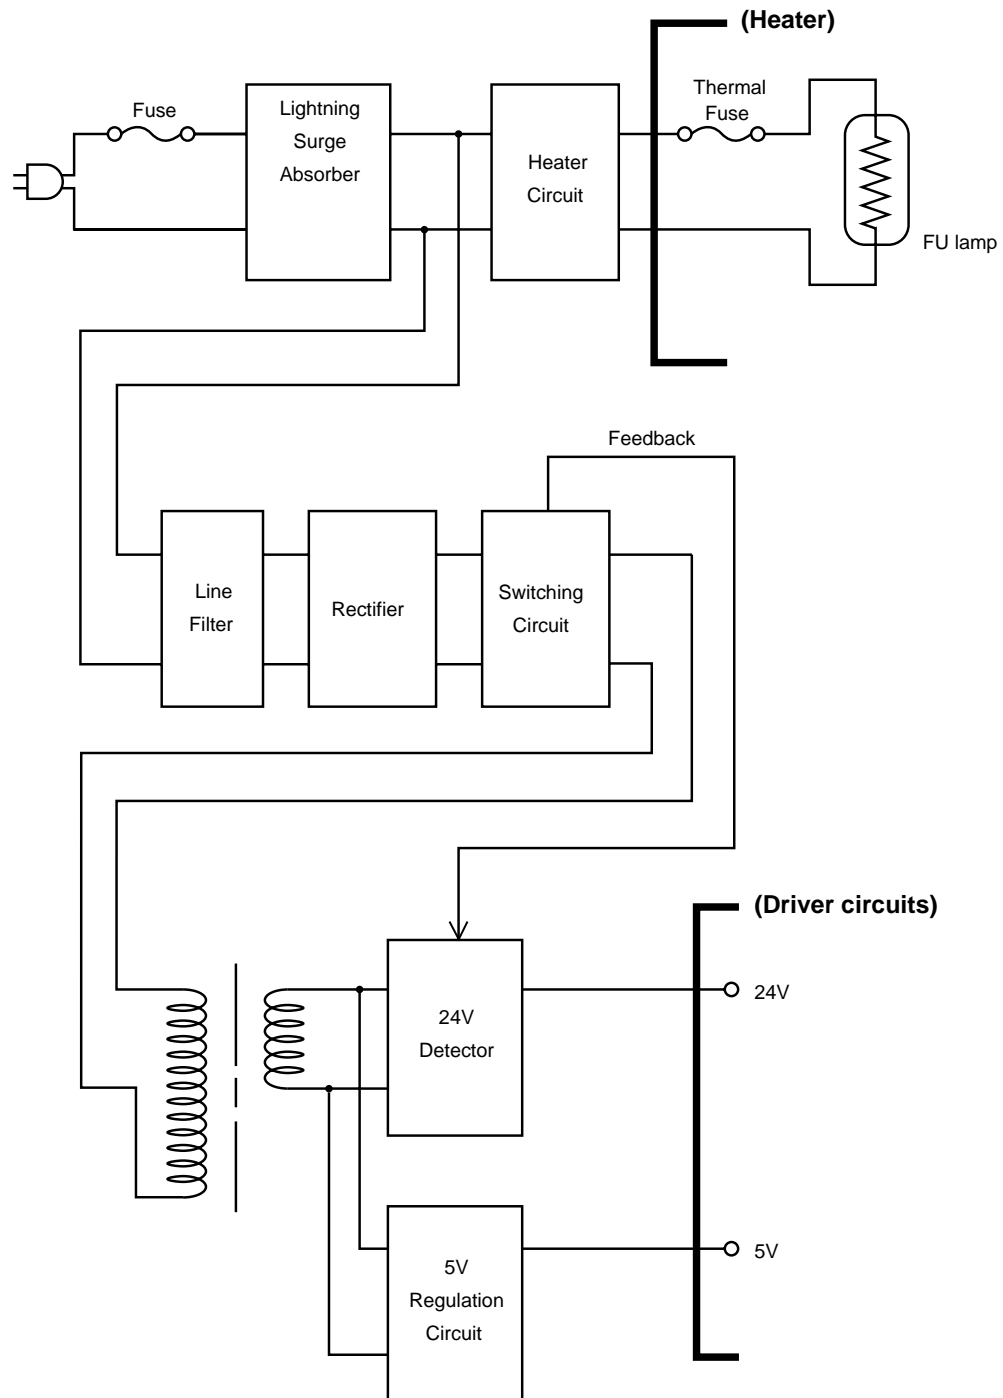 (Heater)
Fuse
Lightning
Surge
Absorber
Heater
Circuit
Thermal
Fuse
FU lamp
Feedback
Line
Filter
Rectifier
Switching
Circuit
(Driver circuits)
24V
Detector
24V
5V
Regulation
Circuit
5V